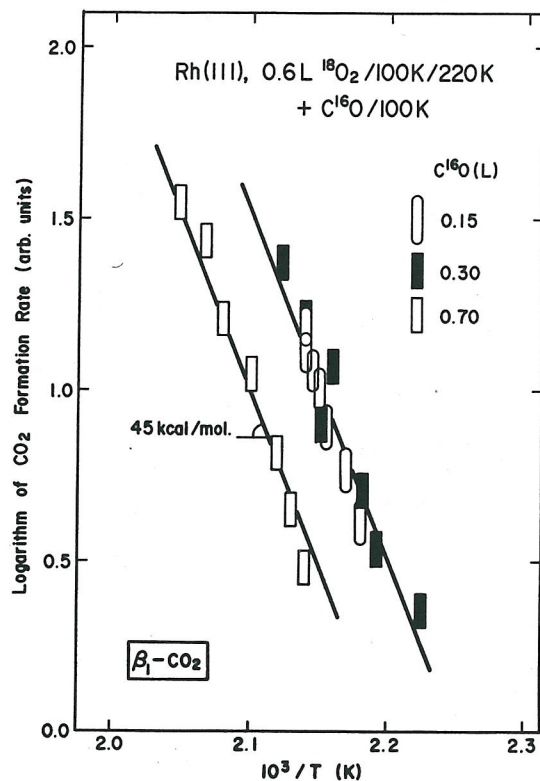 Rh(111), 0.6L ¹⁸O₂/100K/220K
+ C¹⁶O/100K
C¹⁶O(L)
0.15
0.30
0.70
2.0
1.5
1.0
0.5
0.0
Logarithm of CO₂ Formation Rate (arb. units)
45 kcal/mol.
β₁-CO₂
2.0
2.1
2.2
2.3
10³/T (K)